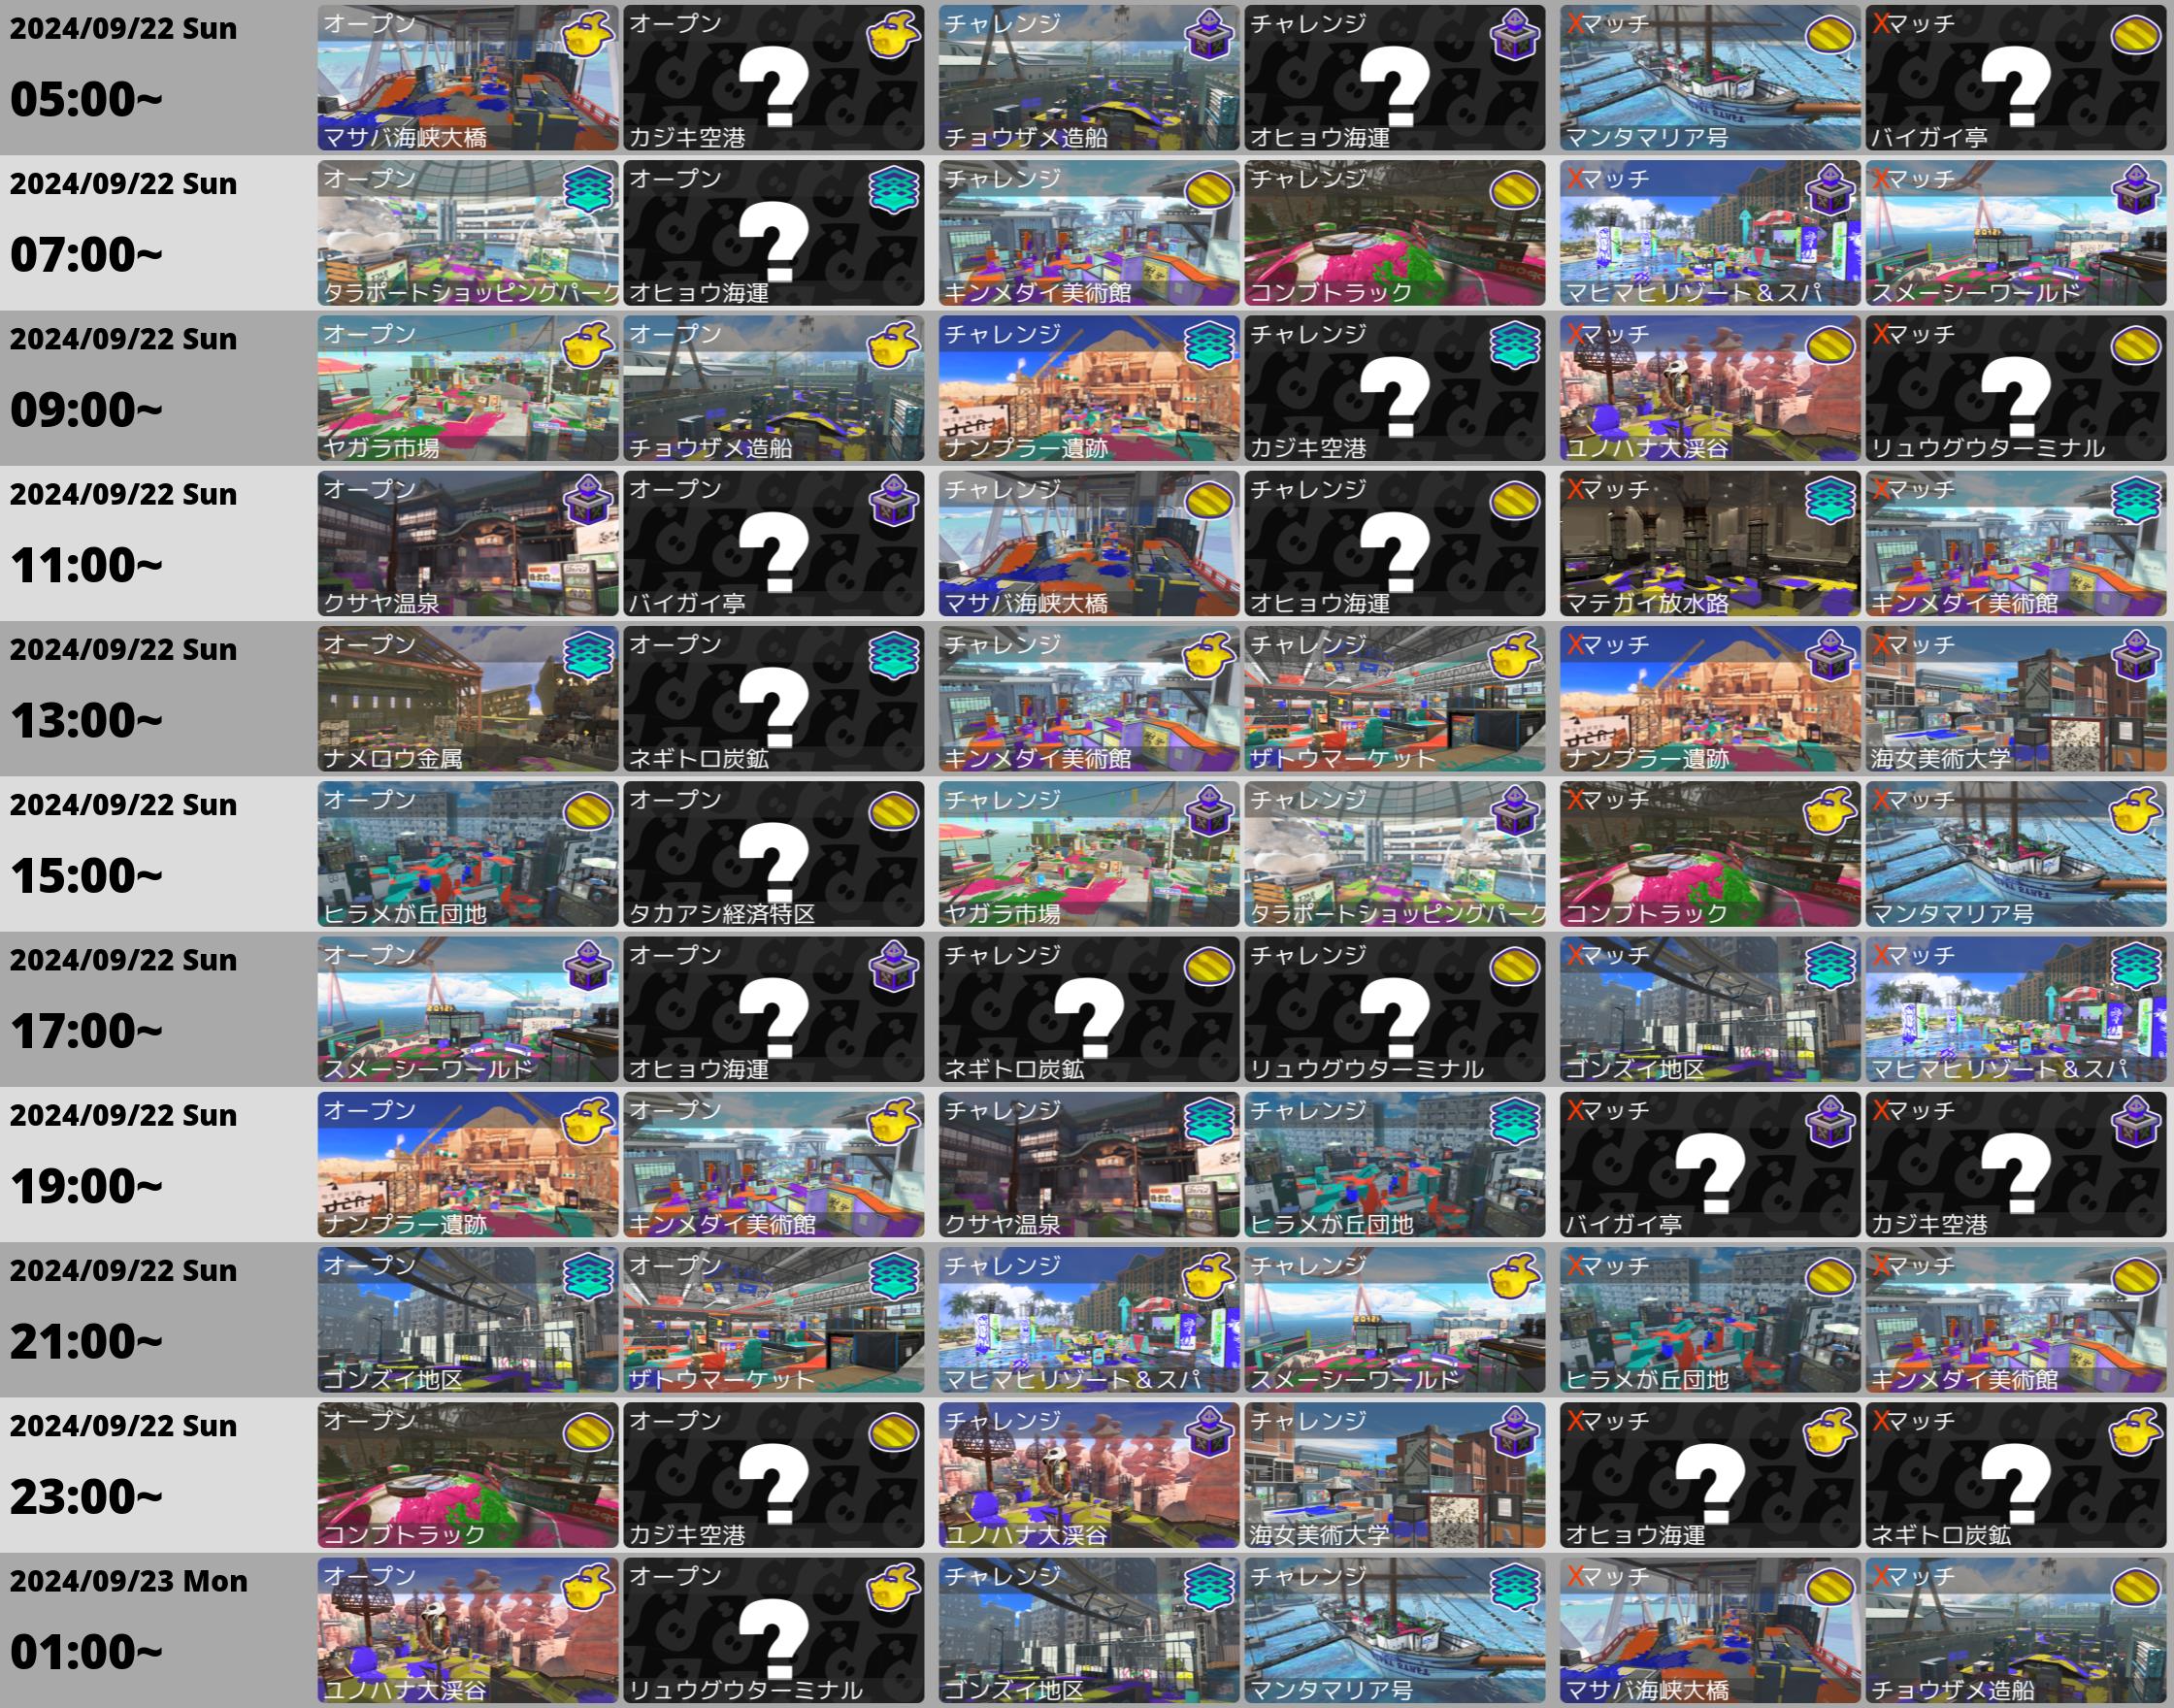 2024/09/22 Sun
05:00~
オープン
マサバ海峡大橋
オープン
カジキ空港
チャレンジ
チョウザメ造船
チャレンジ
オヒョウ海運
Xマッチ
マンタマリア号
Xマッチ
バイガイ亭
2024/09/22 Sun
07:00~
オープン
タラポートショッピングパーク
オープン
オヒョウ海運
チャレンジ
キンメダイ美術館
チャレンジ
コンブトラック
Xマッチ
マヒマヒリゾート&スパ
Xマッチ
スメーシーワールド
2024/09/22 Sun
09:00~
オープン
ヤガラ市場
オープン
チョウザメ造船
チャレンジ
ナンプラー遺跡
チャレンジ
カジキ空港
Xマッチ
ユノハナ大渓谷
Xマッチ
リュウグウターミナル
2024/09/22 Sun
11:00~
オープン
クサヤ温泉
オープン
バイガイ亭
チャレンジ
マサバ海峡大橋
チャレンジ
オヒョウ海運
Xマッチ
マテガイ放水路
Xマッチ
キンメダイ美術館
2024/09/22 Sun
13:00~
オープン
ナメロウ金属
オープン
ネギトロ炭鉱
チャレンジ
キンメダイ美術館
チャレンジ
ザトウマーケット
Xマッチ
ナンプラー遺跡
Xマッチ
海女美術大学
2024/09/22 Sun
15:00~
オープン
ヒラメが丘団地
オープン
タカアシ経済特区
チャレンジ
ヤガラ市場
チャレンジ
タラポートショッピングパーク
Xマッチ
コンブトラック
Xマッチ
マンタマリア号
2024/09/22 Sun
17:00~
オープン
スメーシーワールド
オープン
オヒョウ海運
チャレンジ
ネギトロ炭鉱
チャレンジ
リュウグウターミナル
Xマッチ
ゴンズイ地区
Xマッチ
マヒマヒリゾート&スパ
2024/09/22 Sun
19:00~
オープン
ナンプラー遺跡
オープン
キンメダイ美術館
チャレンジ
クサヤ温泉
チャレンジ
ヒラメが丘団地
Xマッチ
バイガイ亭
Xマッチ
カジキ空港
2024/09/22 Sun
21:00~
オープン
ゴンズイ地区
オープン
ザトウマーケット
チャレンジ
マヒマヒリゾート&スパ
チャレンジ
スメーシーワールド
Xマッチ
ヒラメが丘団地
Xマッチ
キンメダイ美術館
2024/09/22 Sun
23:00~
オープン
コンブトラック
オープン
カジキ空港
チャレンジ
ユノハナ大渓谷
チャレンジ
海女美術大学
Xマッチ
オヒョウ海運
Xマッチ
ネギトロ炭鉱
2024/09/23 Mon
01:00~
オープン
ユノハナ大渓谷
オープン
リュウグウターミナル
チャレンジ
ゴンズイ地区
チャレンジ
マンタマリア号
Xマッチ
マサバ海峡大橋
Xマッチ
チョウザメ造船